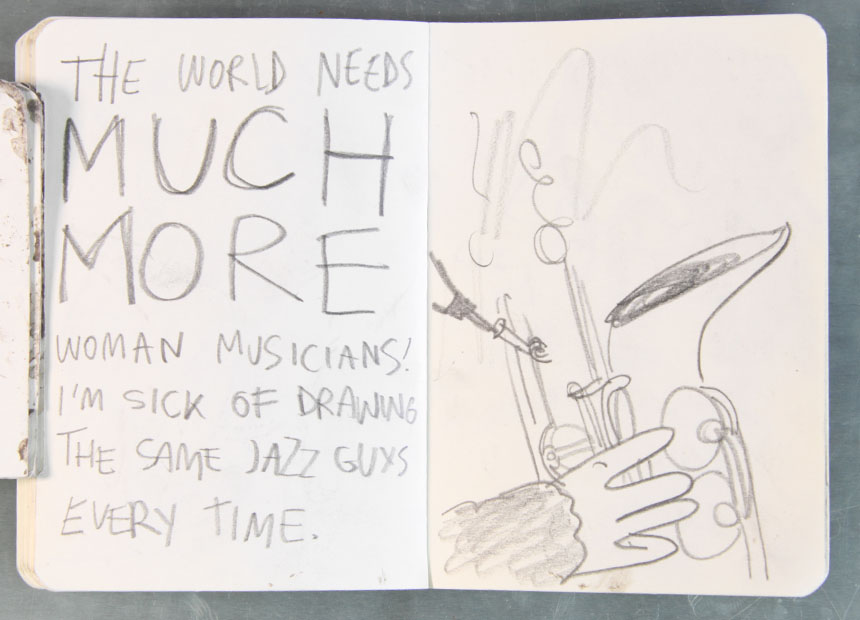 THE WORLD NEEDS
MUCH
MORE
WOMAN MUSICIANS!
I'M SICK OF DRAWING
THE SAME JAZZ GUYS
EVERY TIME.